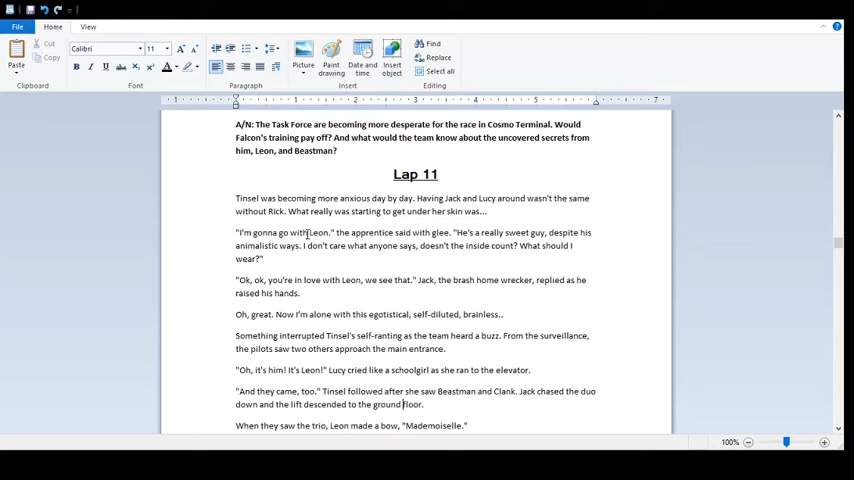 File
Home
View
Paste
Cut
Copy
Clipboard
Calibri
11
Font
Paragraph
Picture
Paint drawing
Date and time
Insert object
Insert
Find
Replace
Select all
Editing
1 1 2 3 4 5 7
A/N: The Task Force are becoming more desperate for the race in Cosmo Terminal. Would
Falcon's training pay off? And what would the team know about the uncovered secrets from
him, Leon, and Beastman?
Lap 11
Tinsel was becoming more anxious day by day. Having Jack and Lucy around wasn't the same
without Rick. What really was starting to get under her skin was...
"I'm gonna go with Leon." the apprentice said with glee. "He's a really sweet guy, despite his
animalistic ways. I don't care what anyone says, doesn't the inside count? What should I
wear?"
"Ok, ok, you're in love with Leon, we see that." Jack, the brash home wrecker, replied as he
raised his hands.
Oh, great. Now I'm alone with this egotistical, self-diluted, brainless..
Something interrupted Tinsel's self-ranting as the team heard a buzz. From the surveillance,
the pilots saw two others approach the main entrance.
"Oh, it's him! It's Leon!" Lucy cried like a schoolgirl as she ran to the elevator.
"And they came, too." Tinsel followed after she saw Beastman and Clank. Jack chased the duo
down and the lift descended to the ground floor.
When they saw the trio, Leon made a bow, "Mademoiselle."
100%